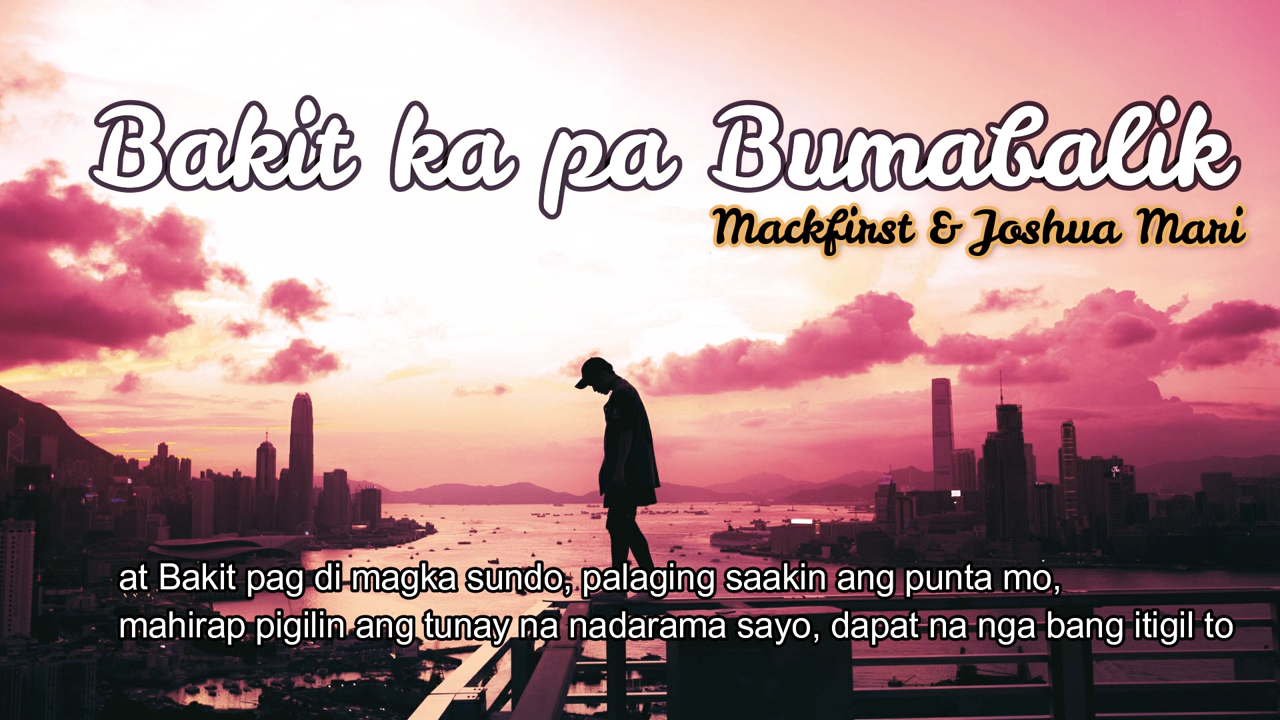 Bakit ka pa Bumabalik
Mackfirst & Joshua Mari
at Bakit pag di magka sundo, palaging saakin ang punta mo,
mahirap pigilin ang tunay na nadarama sayo, dapat na nga bang itigil to